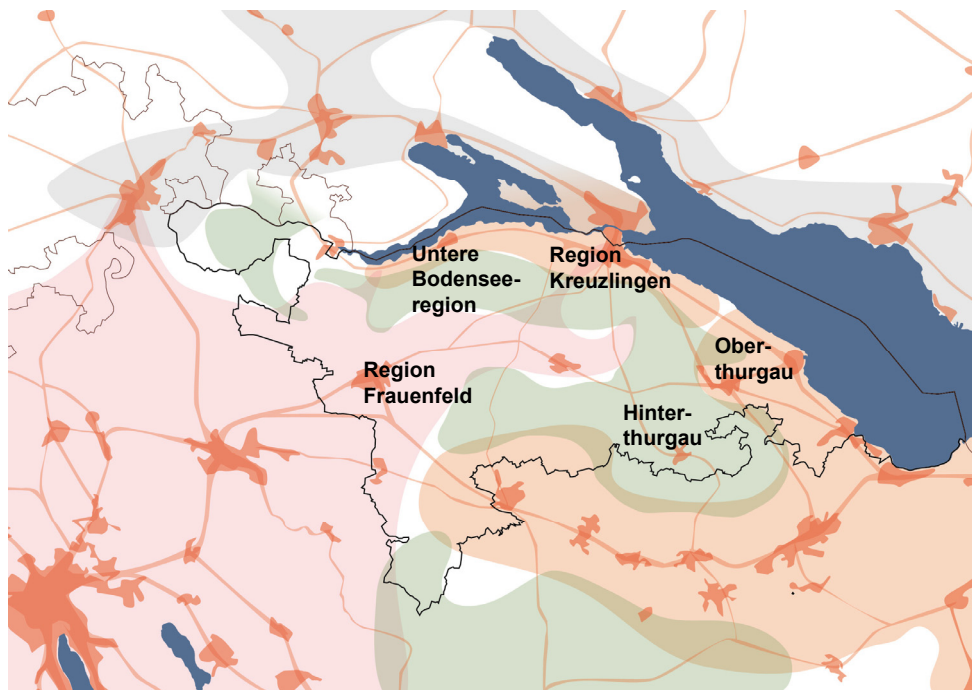 Untere
Bodensee-
region
Region
Kreuzlingen
Ober-
thurgau
Region
Frauenfeld
Hinter-
thurgau